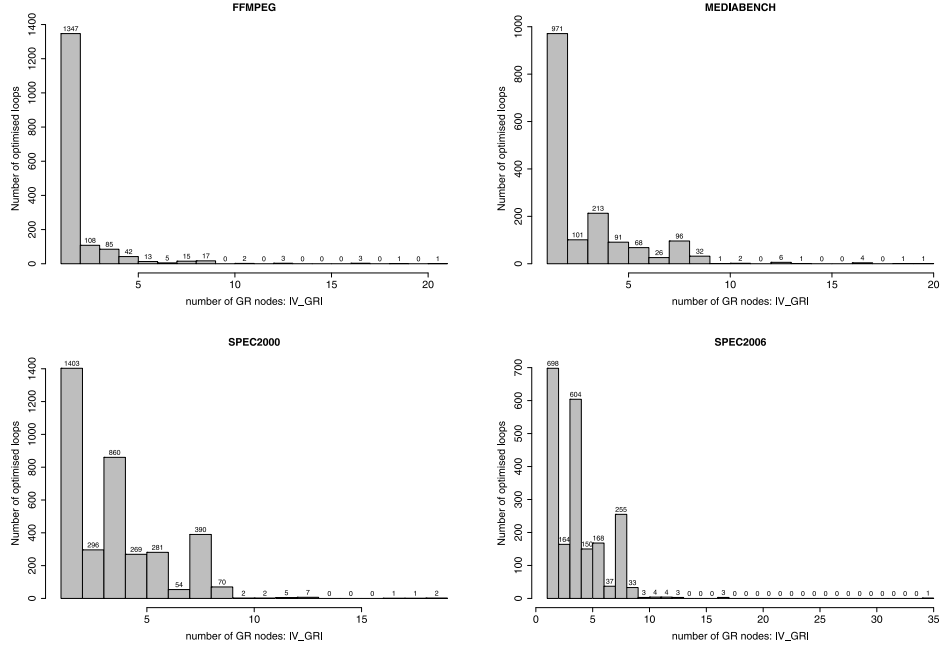 FFMPEG
Number of optimised loops
0 200 400 600 800 1000 1200 1400
1347 108 85 42 13 5 15 17 0 2 0 3 0 0 0 3 0 1 0 1
5 10 15 20
number of GR nodes: IV_GRI
MEDIABENCH
Number of optimised loops
0 200 400 600 800 1000
971 101 213 91 68 26 96 32 1 2 0 6 1 0 0 4 0 1 1
5 10 15 20
number of GR nodes: IV_GRI
SPEC2000
Number of optimised loops
0 200 400 600 800 1000 1200 1400
1403 296 860 269 281 54 390 70 2 2 5 7 0 0 0 1 1 2
5 10 15
number of GR nodes: IV_GRI
SPEC2006
Number of optimised loops
0 100 200 300 400 500 600 700
698 164 604 150 168 37 255 33 3 4 4 3 0 0 0 3 0 0 0 0 0 0 0 0 0 0 0 0 0 0 0 0 0 1
0 5 10 15 20 25 30 35
number of GR nodes: IV_GRI